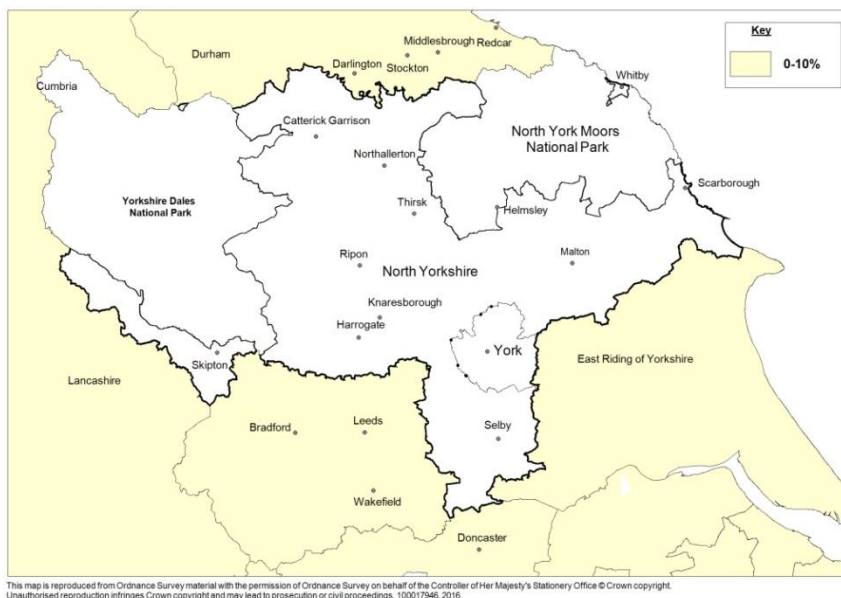 Key
0-10%
Durham
Middlesbrough
Redcar
Darlington
Stockton
Cumbria
Whitby
Catterick Garrison
North York Moors
National Park
Northallerton
Scarborough
Yorkshire Dales
National Park
Thirsk
Helmsley
Ripon
North Yorkshire
Malton
Knaresborough
Harrogate
York
Skipton
East Riding of Yorkshire
Lancashire
Bradford
Leeds
Selby
Wakefield
Doncaster
This map is reproduced from Ordnance Survey material with the permission of Ordnance Survey on behalf of the Controller of Her Majesty's Stationery Office © Crown copyright.
Unauthorised reproduction infringes Crown copyright and may lead to prosecution or civil proceedings. 100017946, 2016.